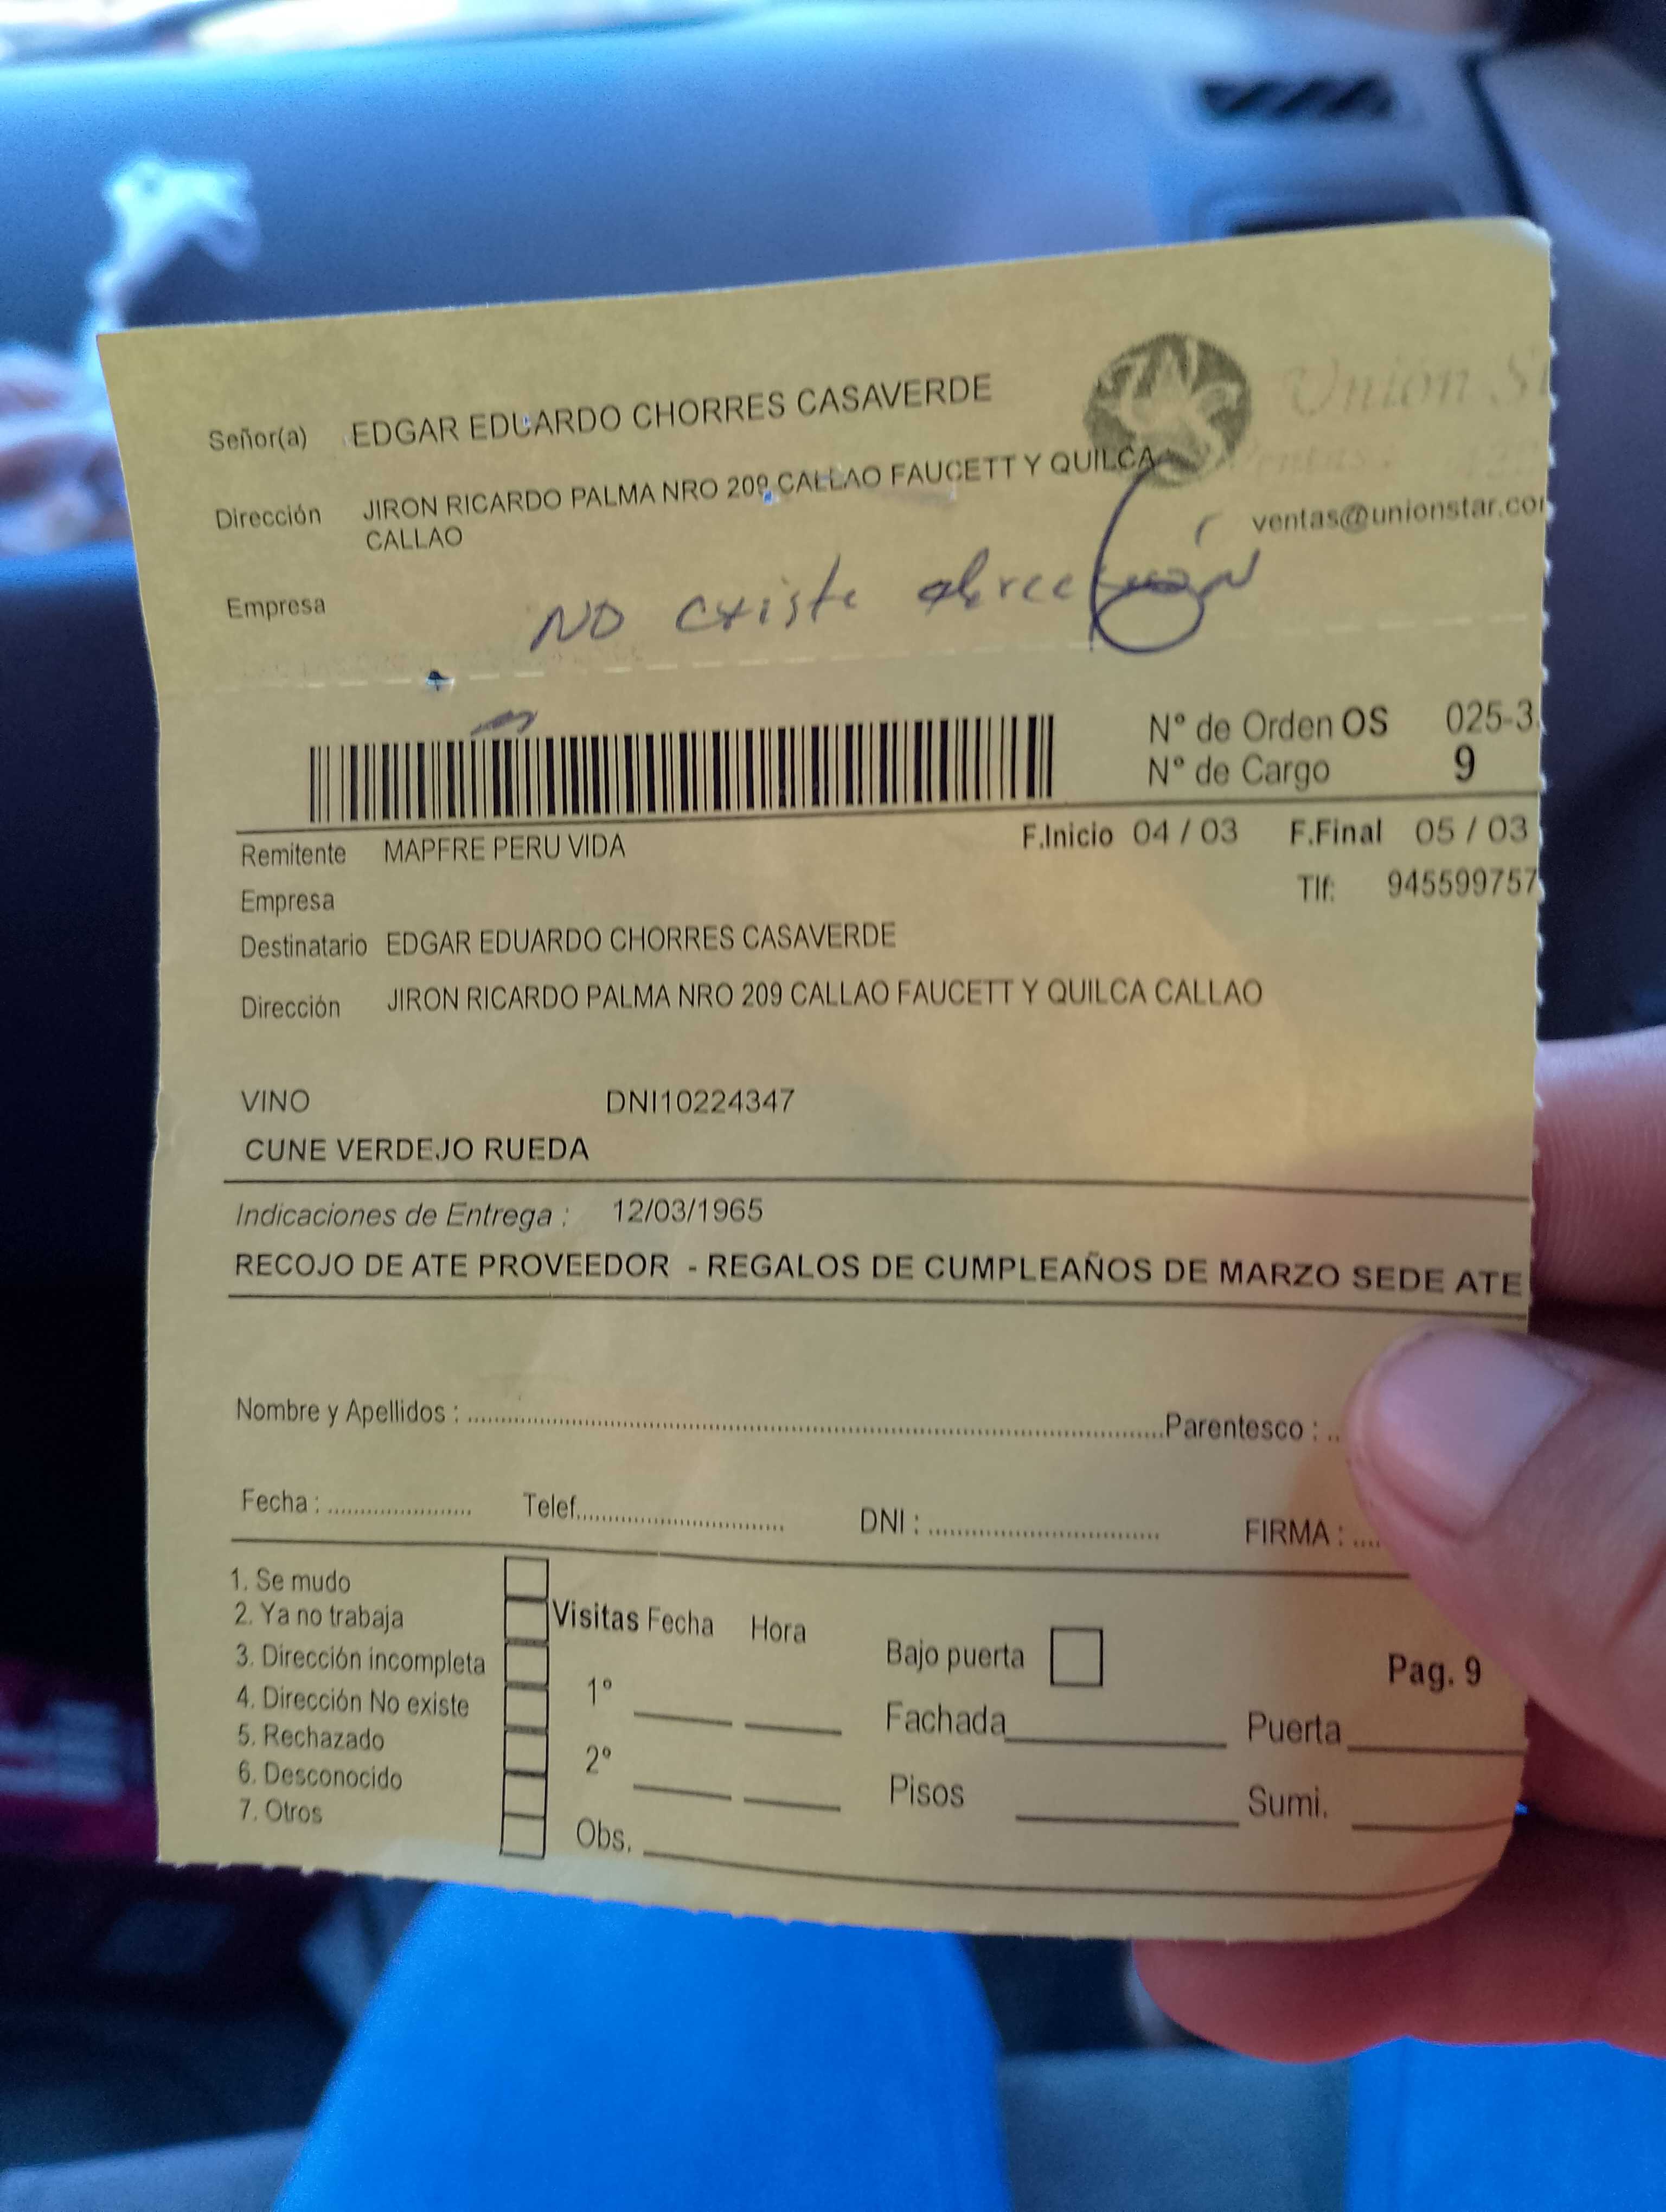 Señor(a) EDGAR EDUARDO CHORRES CASAVERDE
Unión
Dirección JIRON RICARDO PALMA NRO 209 CALLAO FAUCETT Y QUILCA
CALLAO
ventas@unionstar.com
Empresa
NO existe dirección
N° de Orden OS 025-3
N° de Cargo 9
Remitente MAPFRE PERU VIDA F.Inicio 04 / 03 F.Final 05 / 03
Empresa Tlf: 945599757
Destinatario EDGAR EDUARDO CHORRES CASAVERDE
Dirección JIRON RICARDO PALMA NRO 209 CALLAO FAUCETT Y QUILCA CALLAO
VINO DNI10224347
CUNE VERDEJO RUEDA
Indicaciones de Entrega : 12/03/1965
RECOJO DE ATE PROVEEDOR - REGALOS DE CUMPLEAÑOS DE MARZO SEDE ATE
Nombre y Apellidos : Parentesco :
Fecha : Telef. DNI : FIRMA :
1. Se mudo
2. Ya no trabaja Visitas Fecha Hora
3. Dirección incompleta Bajo puerta Pag. 9
4. Dirección No existe 1° Fachada Puerta
5. Rechazado
6. Desconocido 2° Pisos Sumi.
7. Otros Obs.